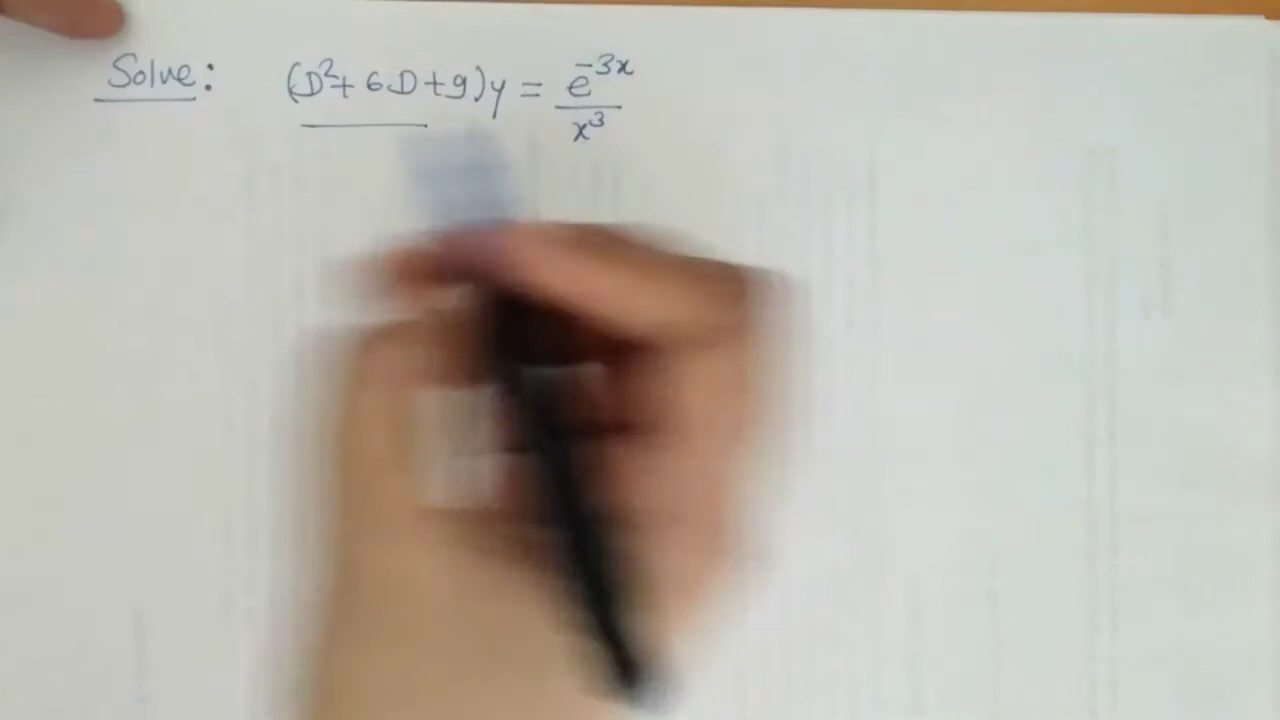 Solve: (D²+6D+9)y = e^{-3x}/x³